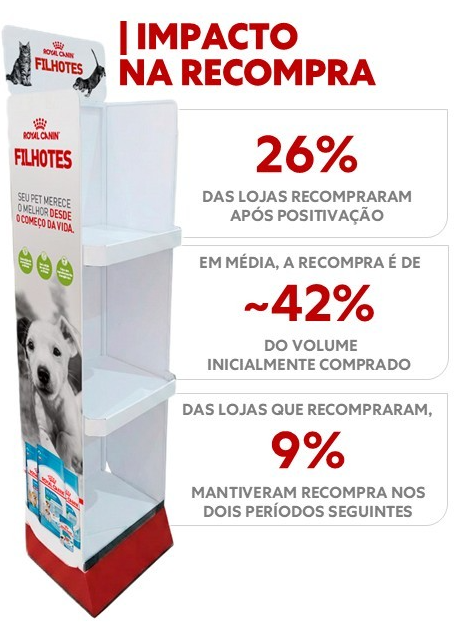 | IMPACTO
NA RECOMPRA
ROYAL CANIN
FILHOTES
ROYAL CANIN
FILHOTES
SEU PET MERECE
O MELHOR DESDE
O COMEÇO DA VIDA.
26%
DAS LOJAS RECOMPRARAM
APÓS POSITIVAÇÃO
EM MÉDIA, A RECOMPRA É DE
~42%
DO VOLUME
INICIALMENTE COMPRADO
DAS LOJAS QUE RECOMPRARAM,
9%
MANTIVERAM RECOMPRA NOS
DOIS PERÍODOS SEGUINTES
ROYAL CANIN